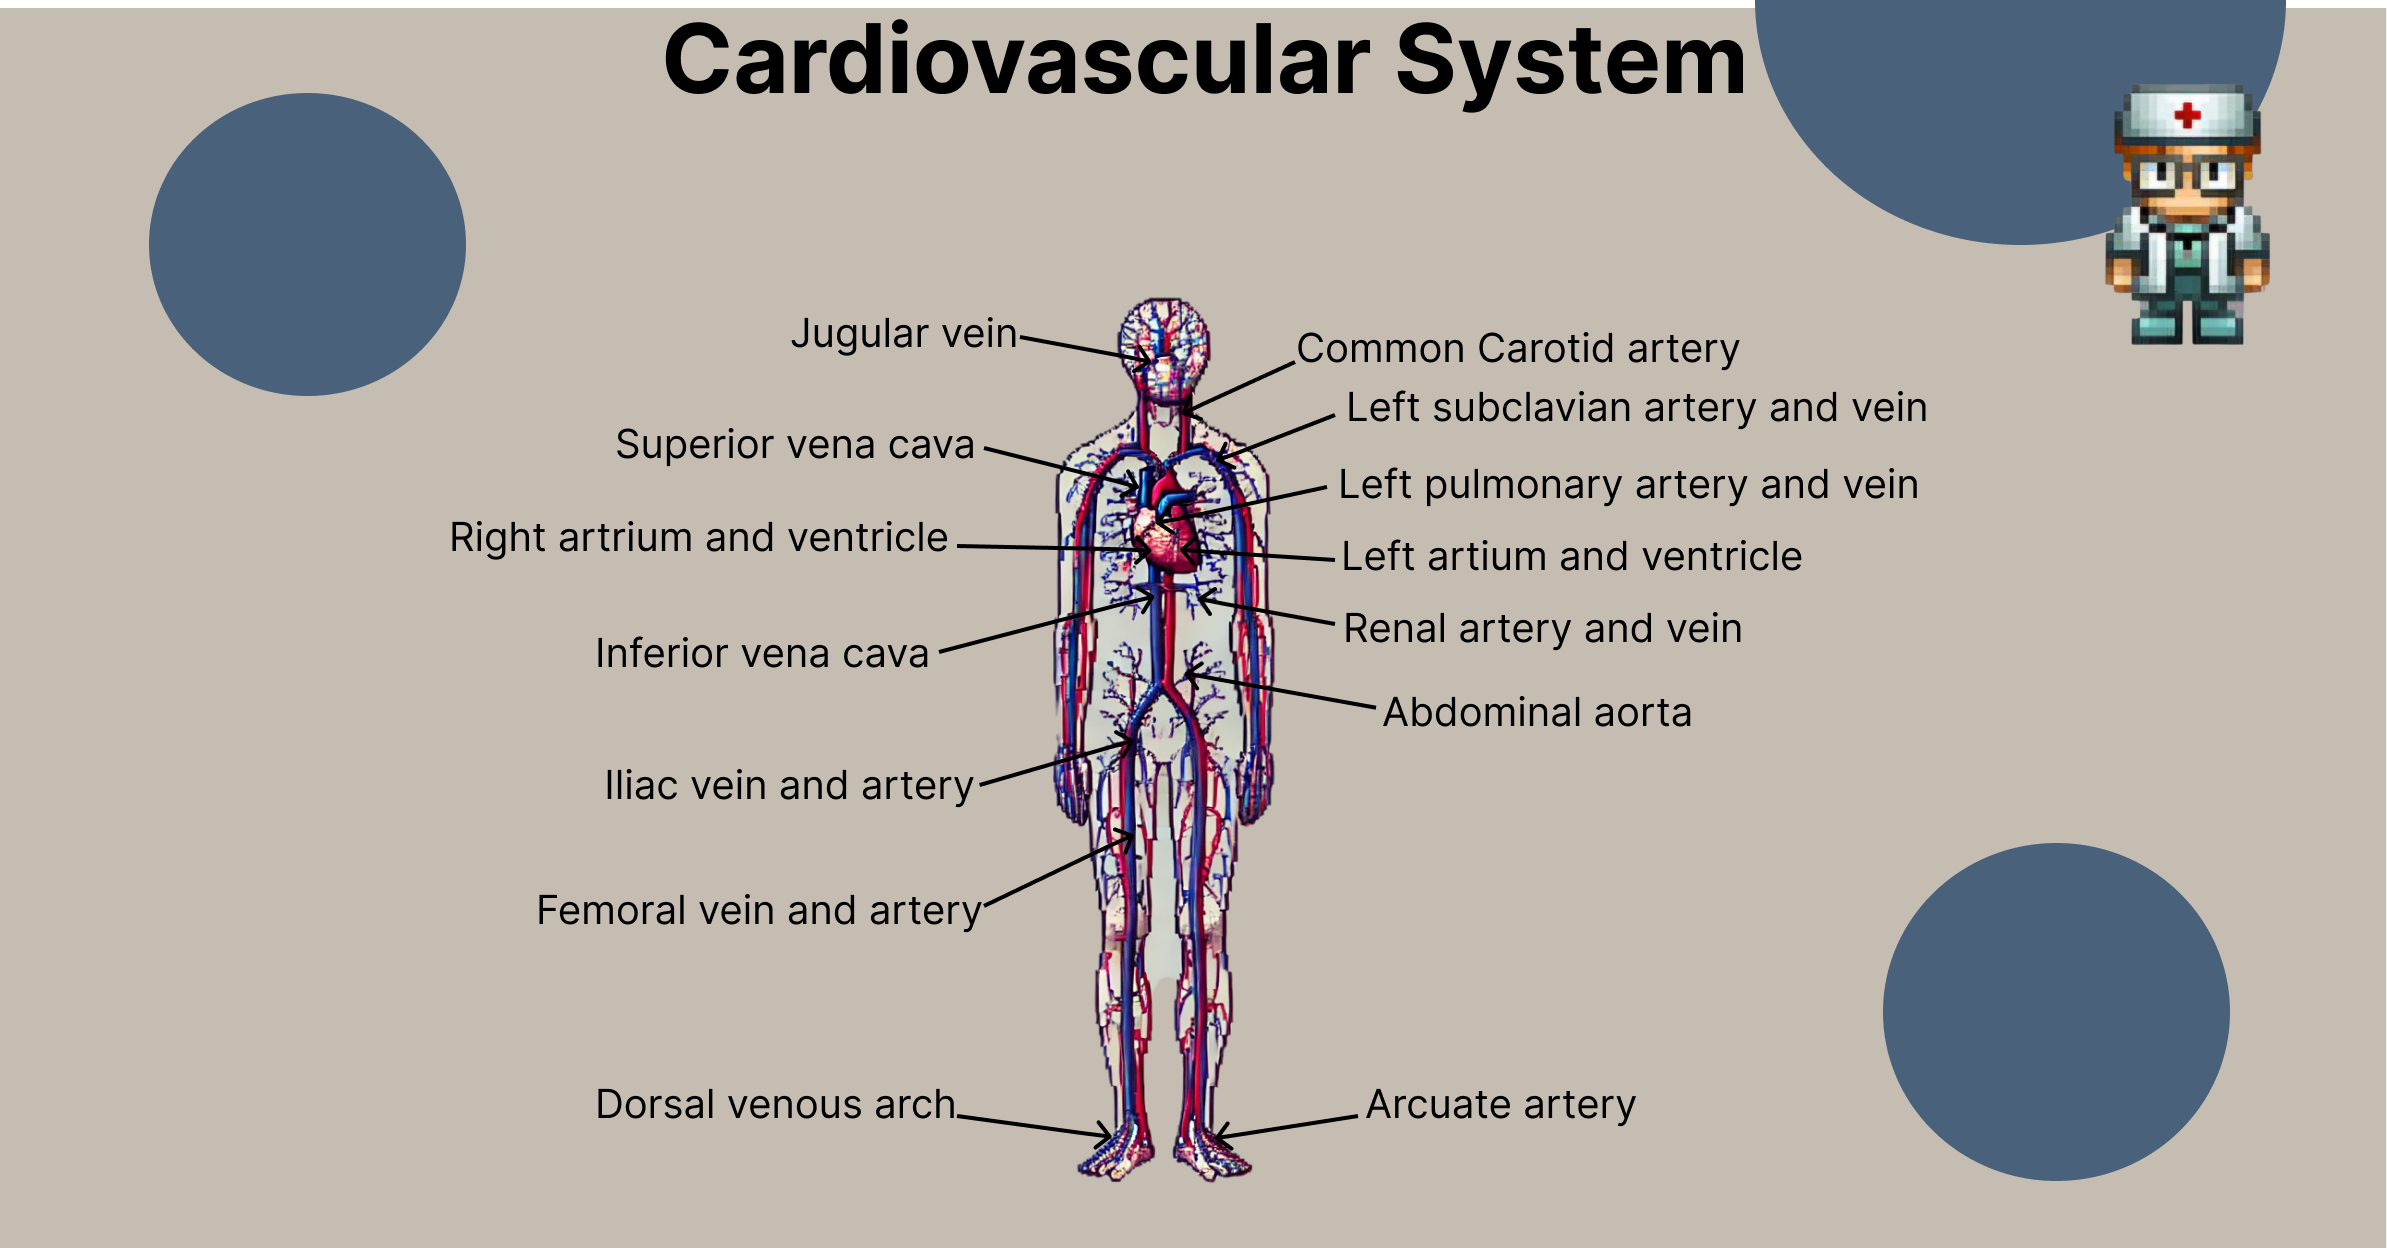 Cardiovascular System
Jugular vein
Common Carotid artery
Left subclavian artery and vein
Superior vena cava
Left pulmonary artery and vein
Right artrium and ventricle
Left artium and ventricle
Renal artery and vein
Inferior vena cava
Abdominal aorta
Iliac vein and artery
Femoral vein and artery
Dorsal venous arch
Arcuate artery